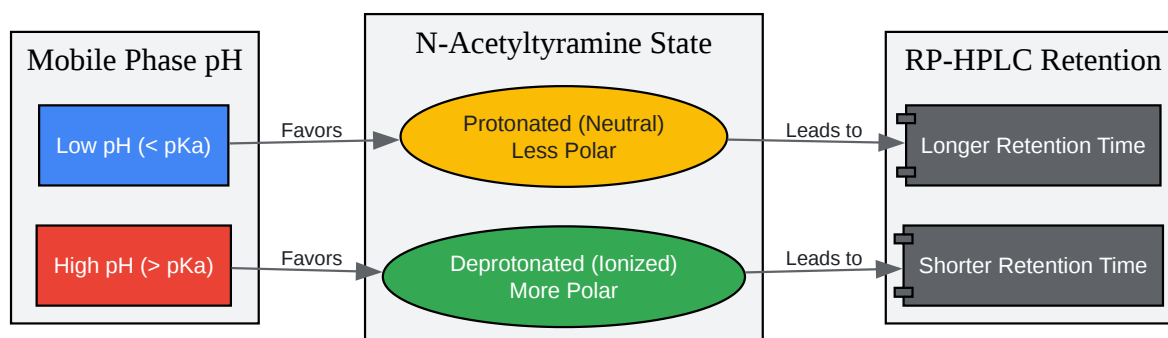 Mobile Phase pH
N-Acetyltyramine State
RP-HPLC Retention
Low pH (< pKa)
Favors
Protonated (Neutral)
Less Polar
Leads to
Longer Retention Time
High pH (> pKa)
Favors
Deprotonated (Ionized)
More Polar
Leads to
Shorter Retention Time